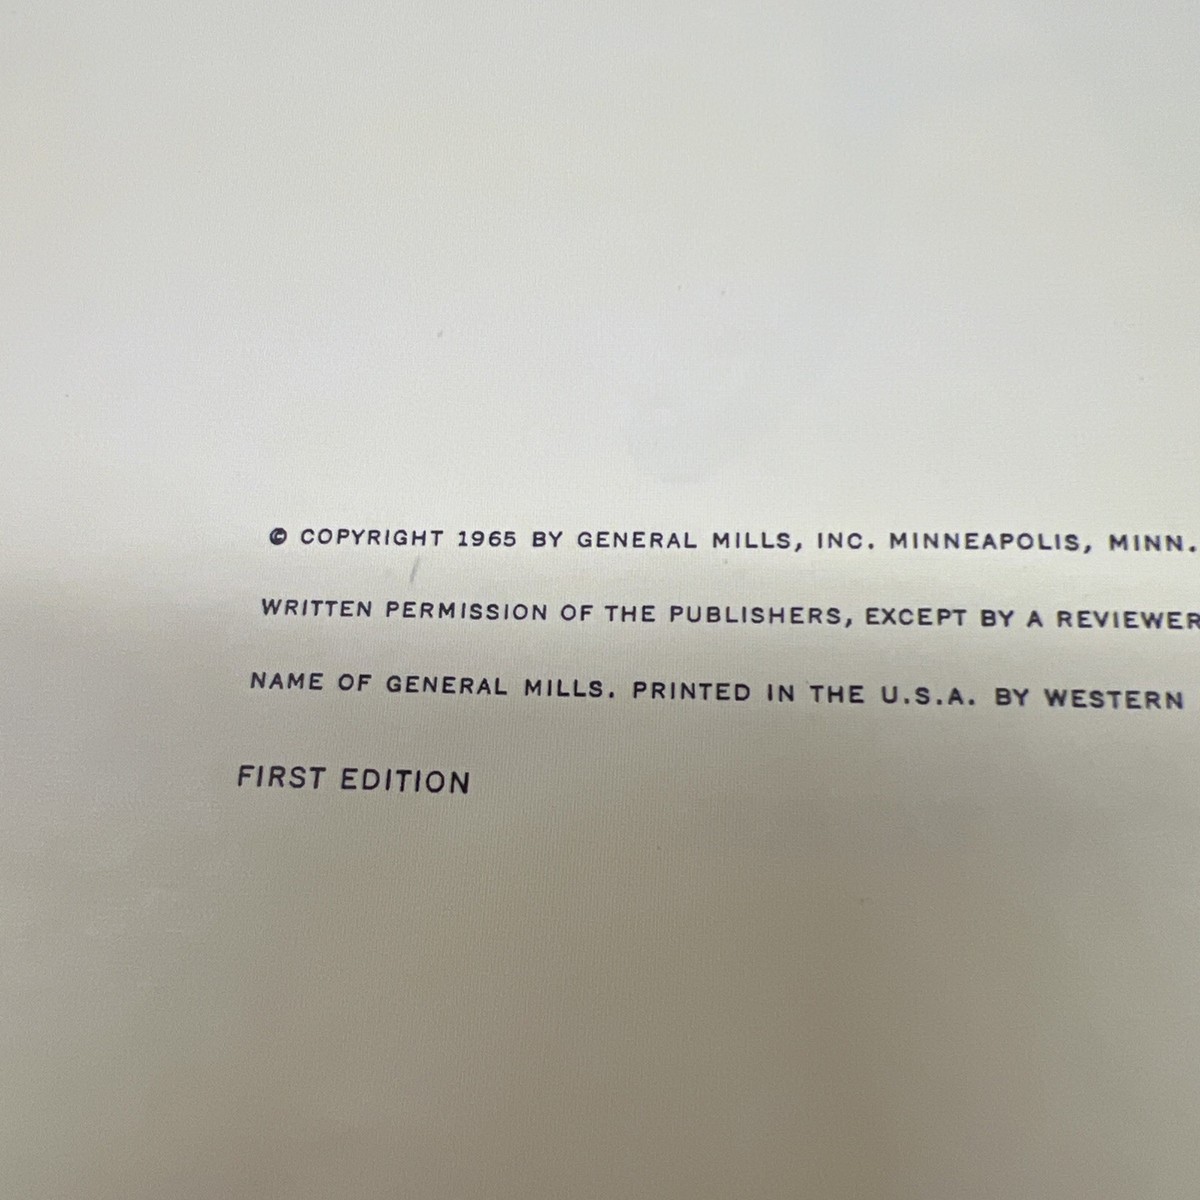 © COPYRIGHT 1965 BY GENERAL MILLS, INC. MINNEAPOLIS, MINN.
WRITTEN PERMISSION OF THE PUBLISHERS, EXCEPT BY A REVIEWER
NAME OF GENERAL MILLS. PRINTED IN THE U.S.A. BY WESTERN
FIRST EDITION